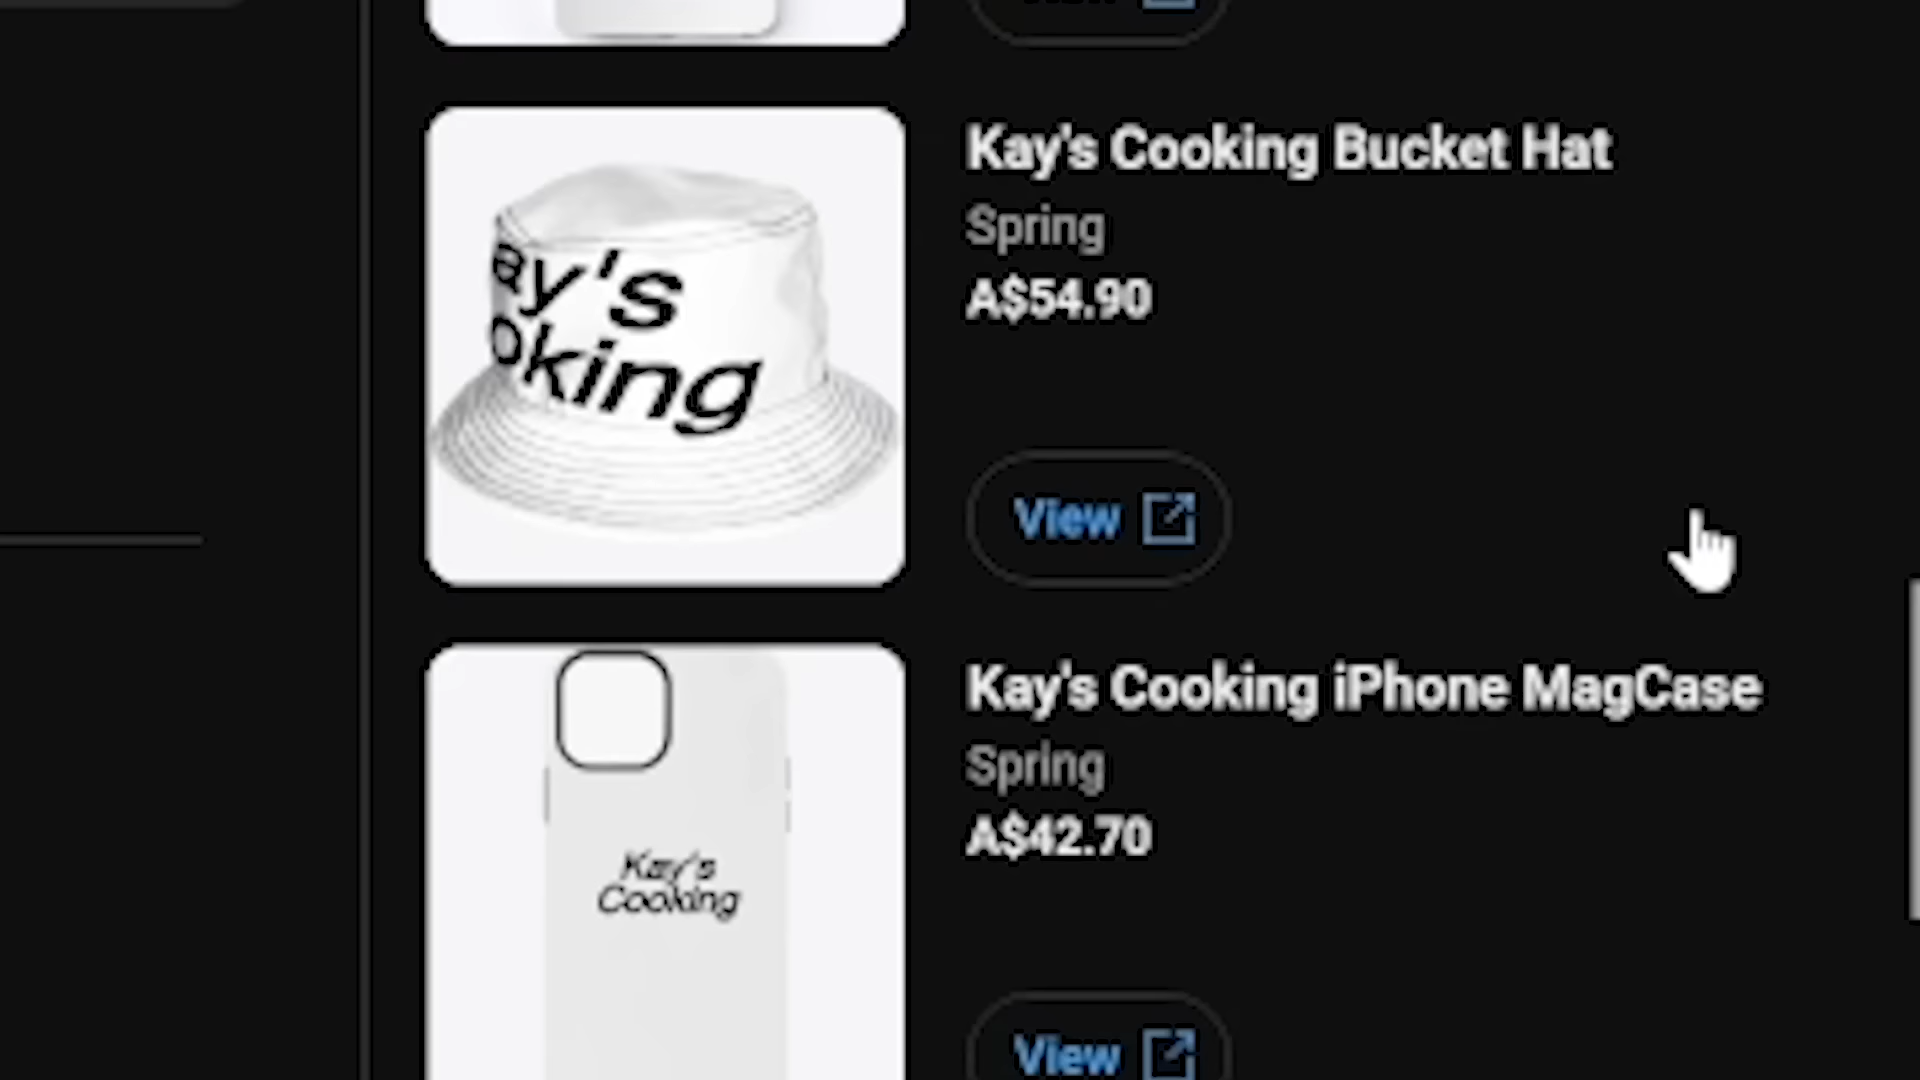 Kay's Cooking Bucket Hat
Spring
A$54.90
ay's
oking
View
Kay's Cooking iPhone MagCase
Spring
A$42.70
Kay's
Cooking
View